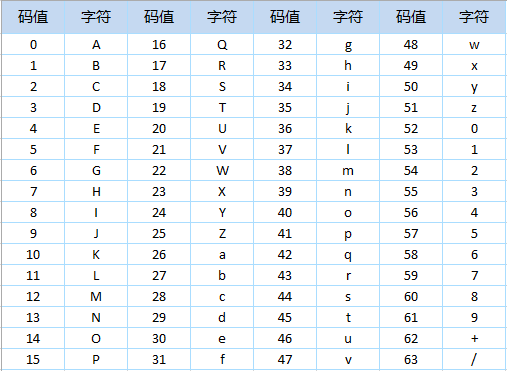 码值 字符 码值 字符 码值 字符 码值 字符
0 A 16 Q 32 g 48 w
1 B 17 R 33 h 49 x
2 C 18 S 34 i 50 y
3 D 19 T 35 j 51 z
4 E 20 U 36 k 52 0
5 F 21 V 37 l 53 1
6 G 22 W 38 m 54 2
7 H 23 X 39 n 55 3
8 I 24 Y 40 o 56 4
9 J 25 Z 41 p 57 5
10 K 26 a 42 q 58 6
11 L 27 b 43 r 59 7
12 M 28 c 44 s 60 8
13 N 29 d 45 t 61 9
14 O 30 e 46 u 62 +
15 P 31 f 47 v 63 /